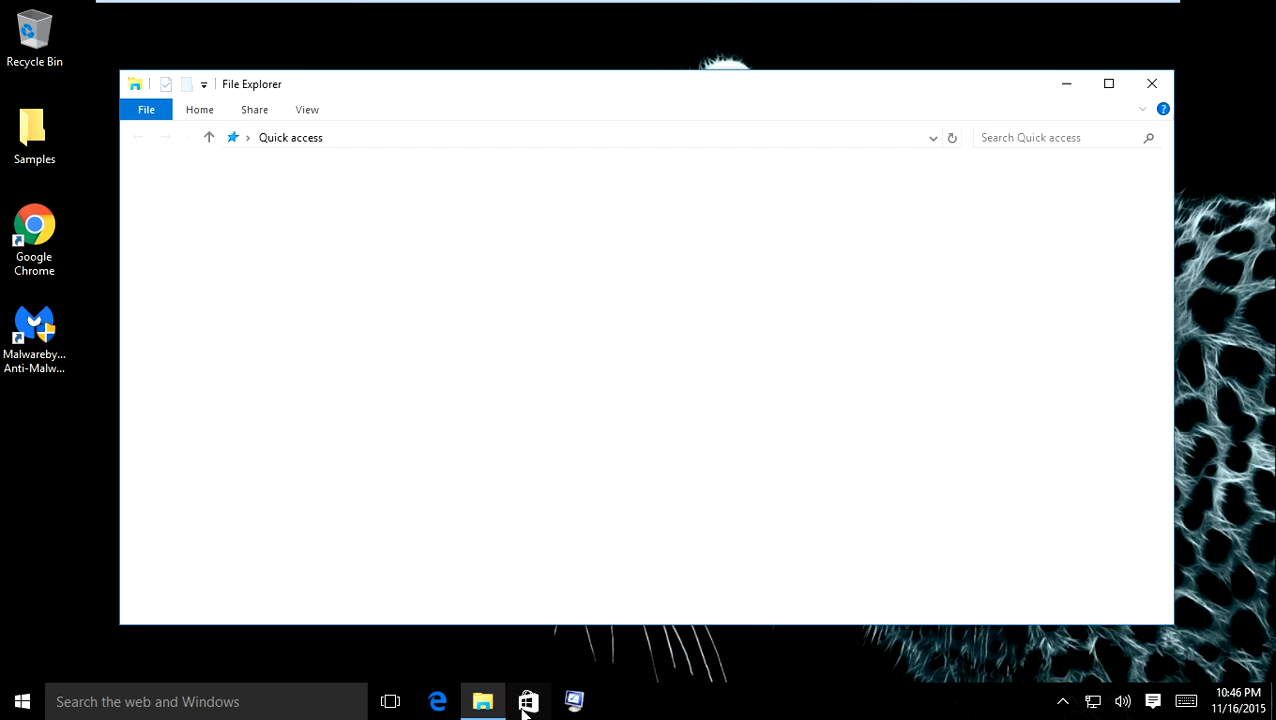 Recycle Bin
Samples
Google
Chrome
Malwareby...
Anti-Malw...
File Explorer
File Home Share View
Quick access
Search Quick access
Search the web and Windows
10:46 PM
11/16/2015